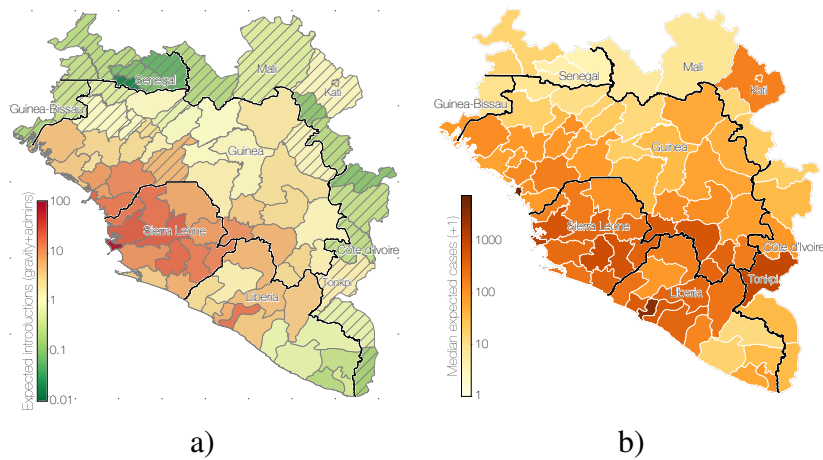 Senegal
Mali
Kati
Guinea-Bissau
Guinea
Sierra Leone
Côte d'Ivoire
Tonkpi
Liberia
Expected introductions (gravity+admins)
100
10
1
0.1
0.01
a)
Senegal
Mali
Kati
Guinea-Bissau
Guinea
Sierra Leone
Côte d'Ivoire
Tonkpi
Liberia
Median expected cases (+1)
1000
100
10
1
b)